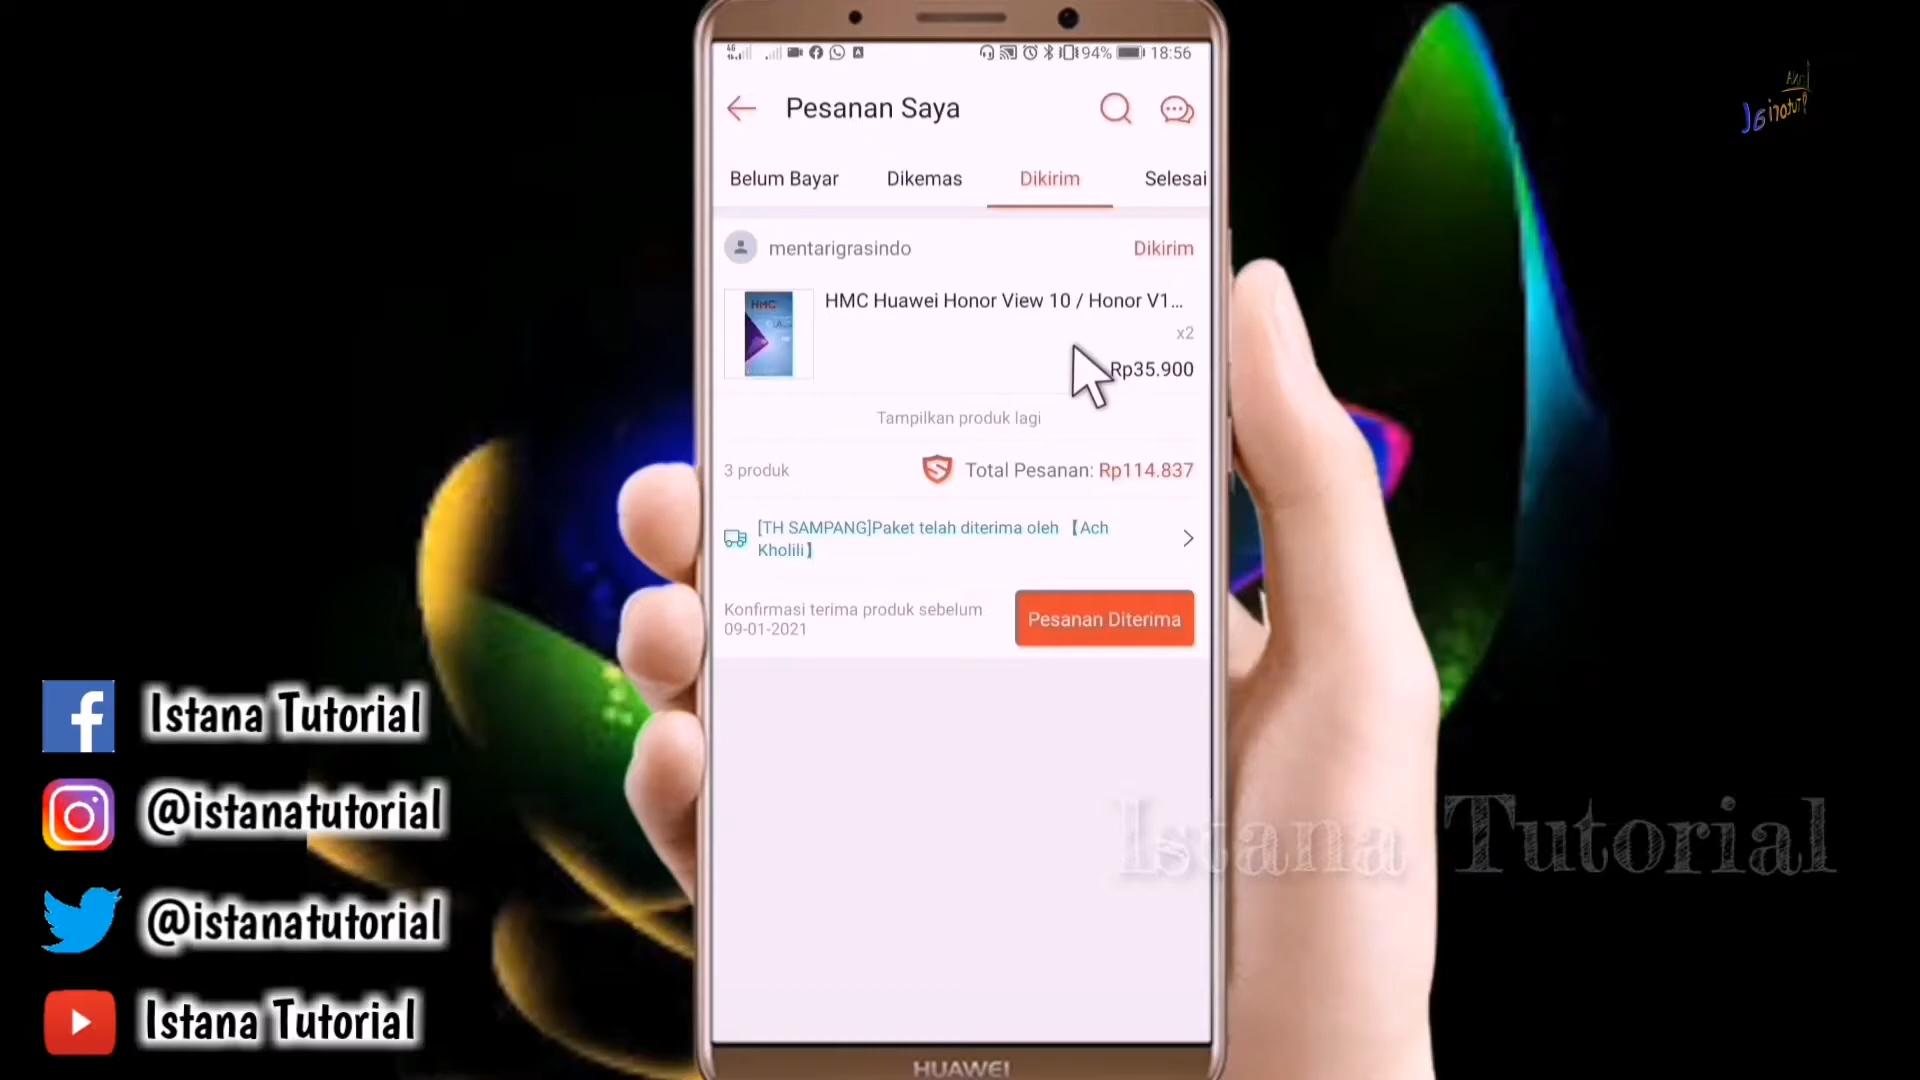 4G
94% 18:56
Pesanan Saya
Belum Bayar Dikemas Dikirim Selesai
mentarigrasindo Dikirim
HMC Huawei Honor View 10 / Honor V1...
x2
HMC
Rp35.900
Tampilkan produk lagi
3 produk Total Pesanan: Rp114.837
[TH SAMPANG]Paket telah diterima oleh 【Ach
Kholili】
Konfirmasi terima produk sebelum
09-01-2021
Pesanan Diterima
Istana Tutorial
@istanatutorial
@istanatutorial
Istana Tutorial
Istana Tutorial
HUAWEI